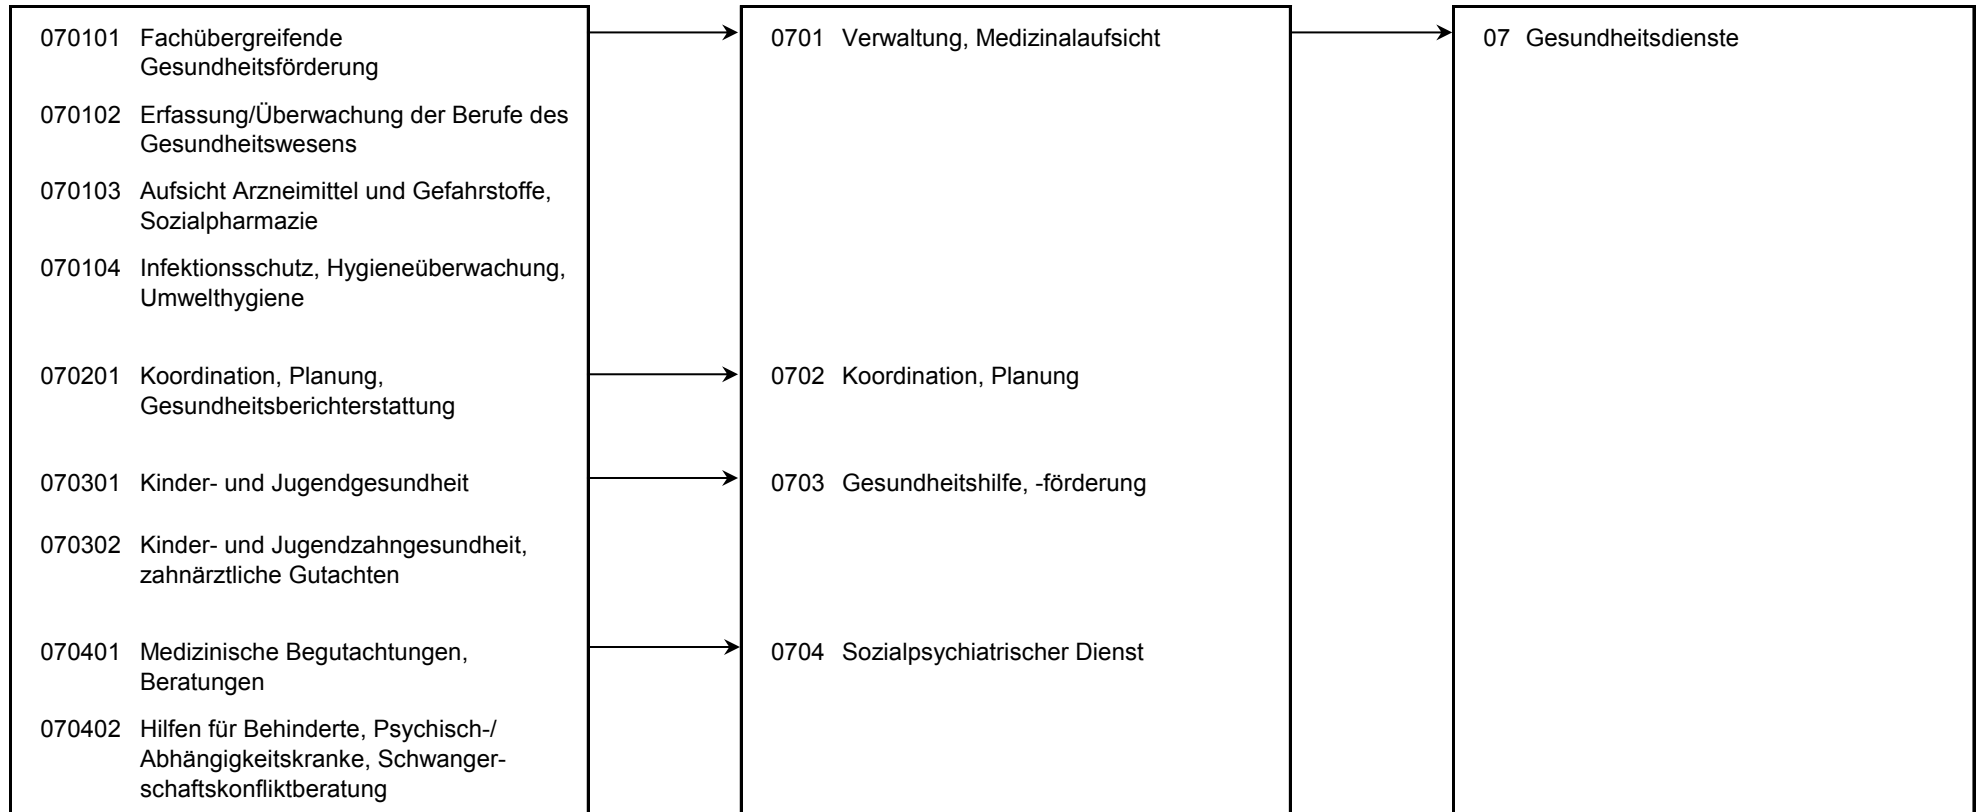 070101 Fachübergreifende
Gesundheitsförderung
070102 Erfassung/Überwachung der Berufe des
Gesundheitswesens
070103 Aufsicht Arzneimittel und Gefahrstoffe,
Sozialpharmazie
070104 Infektionsschutz, Hygieneüberwachung,
Umwelthygiene
070201 Koordination, Planung,
Gesundheitsberichterstattung
070301 Kinder- und Jugendgesundheit
070302 Kinder- und Jugendzahngesundheit,
zahnärztliche Gutachten
070401 Medizinische Begutachtungen,
Beratungen
070402 Hilfen für Behinderte, Psychisch-/
Abhängigkeitskranke, Schwanger-
schaftskonfliktberatung
0701 Verwaltung, Medizinalaufsicht
0702 Koordination, Planung
0703 Gesundheitshilfe, -förderung
0704 Sozialpsychiatrischer Dienst
07 Gesundheitsdienste